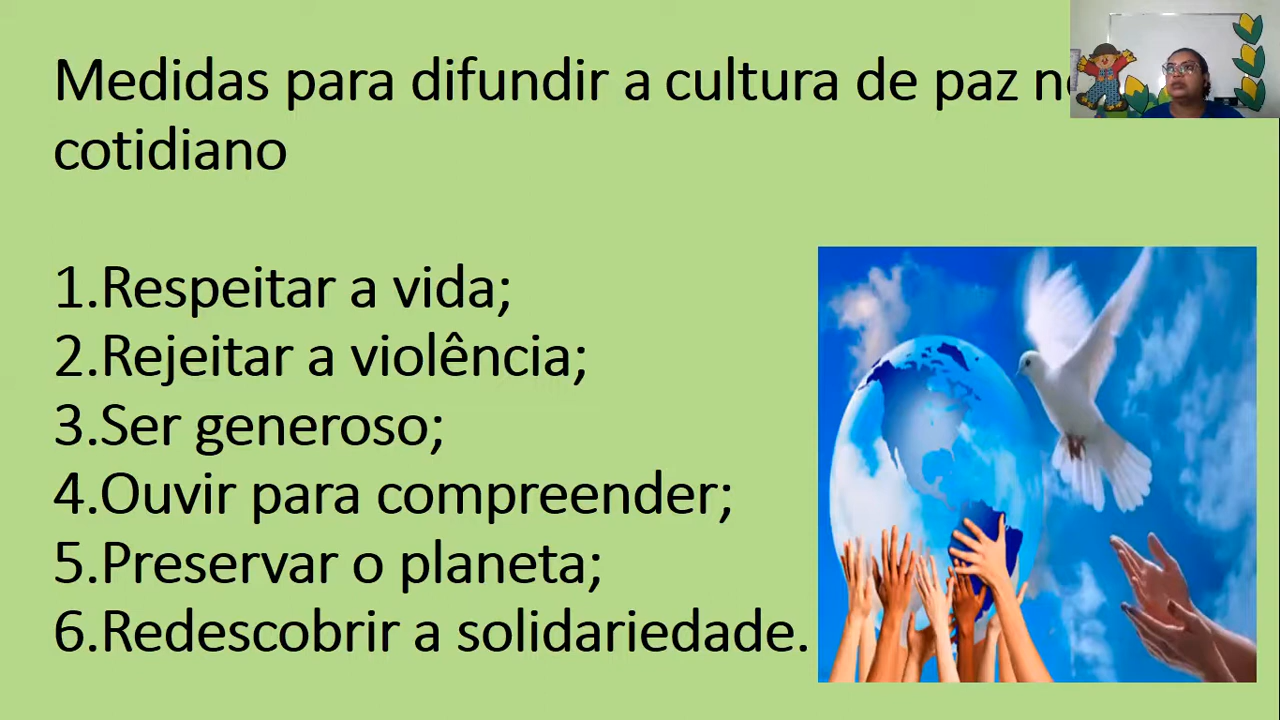 Medidas para difundir a cultura de paz
cotidiano
1.Respeitar a vida;
2.Rejeitar a violência;
3.Ser generoso;
4.Ouvir para compreender;
5.Preservar o planeta;
6.Redescobrir a solidariedade.